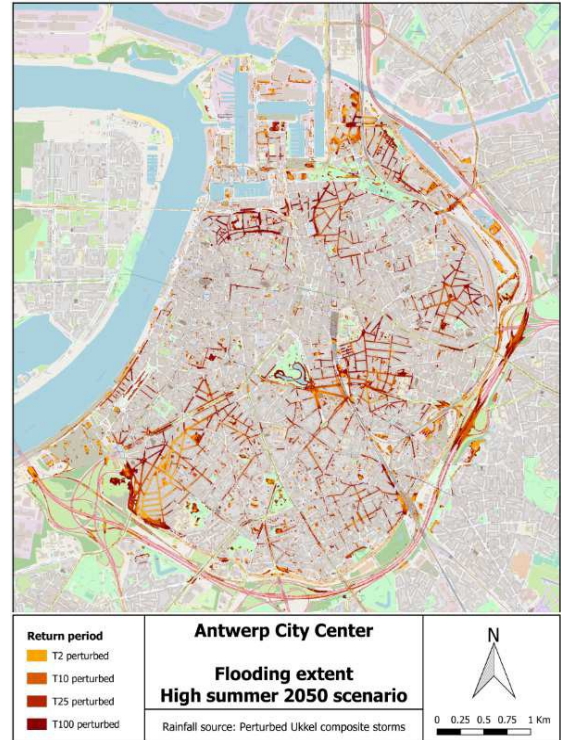 Return period
T2 perturbed
T10 perturbed
T25 perturbed
T100 perturbed
Antwerp City Center
Flooding extent
High summer 2050 scenario
Rainfall source: Perturbed Ukkel composite storms
N
0 0.25 0.5 0.75 1 Km